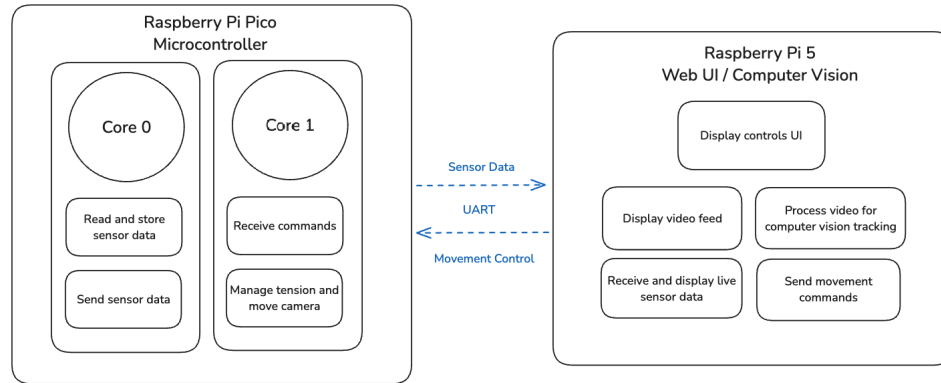 Raspberry Pi Pico
Microcontroller
Core 0
Read and store
sensor data
Send sensor data
Core 1
Receive commands
Manage tension and
move camera
Sensor Data
UART
Movement Control
Raspberry Pi 5
Web UI / Computer Vision
Display controls UI
Display video feed
Process video for
computer vision tracking
Receive and display live
sensor data
Send movement
commands